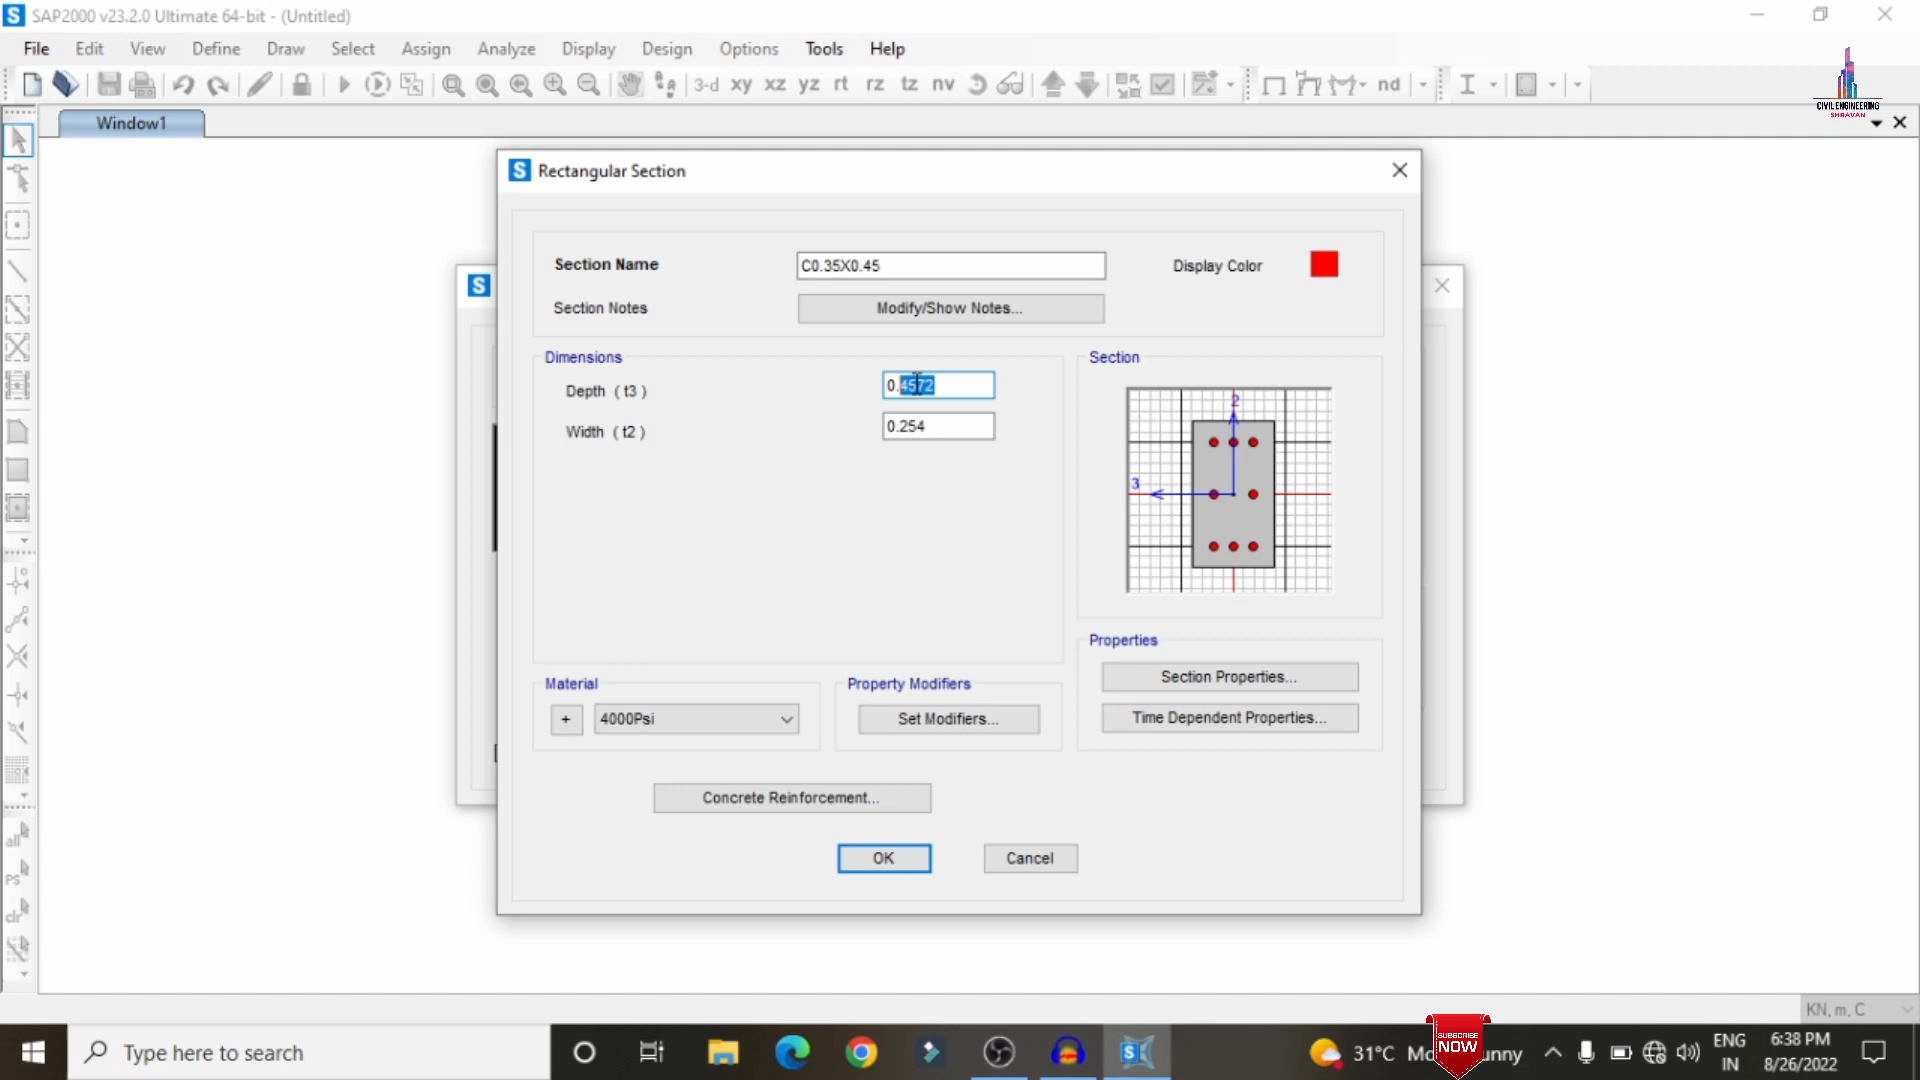 SAP2000 v23.2.0 Ultimate 64-bit - (Untitled)
File Edit View Define Draw Select Assign Analyze Display Design Options Tools Help
3-d xy xz yz rt rz tz nv nd
CIVIL ENGINEERING
SHRAVAN
Window1
Rectangular Section
Section Name C0.35X0.45 Display Color
Section Notes Modify/Show Notes...
Dimensions
Depth ( t3 ) 0.4572
Width ( t2 ) 0.254
Section
2
3
Properties
Section Properties...
Time Dependent Properties...
Material
+ 4000Psi
Property Modifiers
Set Modifiers...
Concrete Reinforcement...
OK Cancel
all
PS
clr
KN, m, C
Type here to search
31°C
SUBSCRIBE
NOW
unny
ENG
IN
6:38 PM
8/26/2022